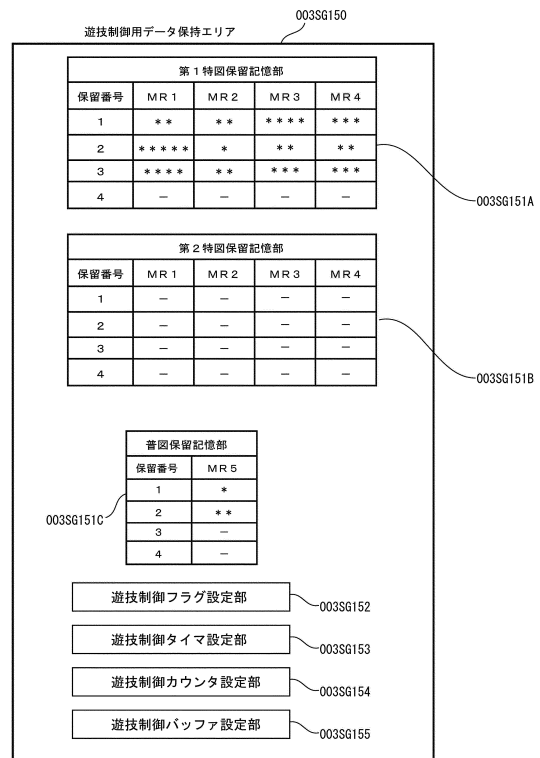 003SG150
遊技制御用データ保持エリア
第1特図保留記憶部
保留番号 MR1 MR2 MR3 MR4
1 ** ** **** ***
2 ***** * ** **
3 **** ** *** ***
4 － － － －
003SG151A
第2特図保留記憶部
保留番号 MR1 MR2 MR3 MR4
1 － － － －
2 － － － －
3 － － － －
4 － － － －
003SG151B
普図保留記憶部
保留番号 MR5
1 *
2 **
3 －
4 －
003SG151C
遊技制御フラグ設定部 003SG152
遊技制御タイマ設定部 003SG153
遊技制御カウンタ設定部 003SG154
遊技制御バッファ設定部 003SG155